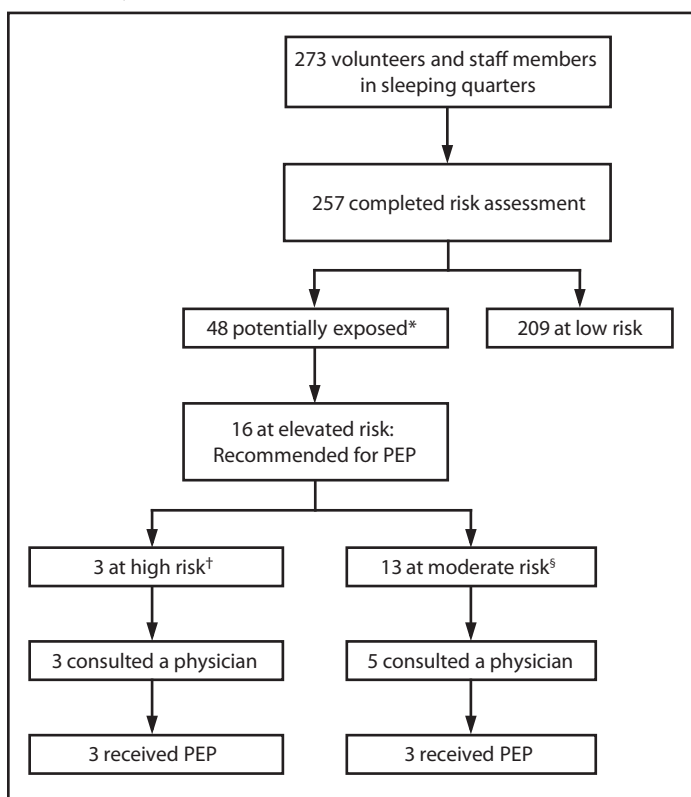 273 volunteers and staff members
in sleeping quarters
257 completed risk assessment
48 potentially exposed*
209 at low risk
16 at elevated risk:
Recommended for PEP
3 at high risk†
13 at moderate risk§
3 consulted a physician
5 consulted a physician
3 received PEP
3 received PEP